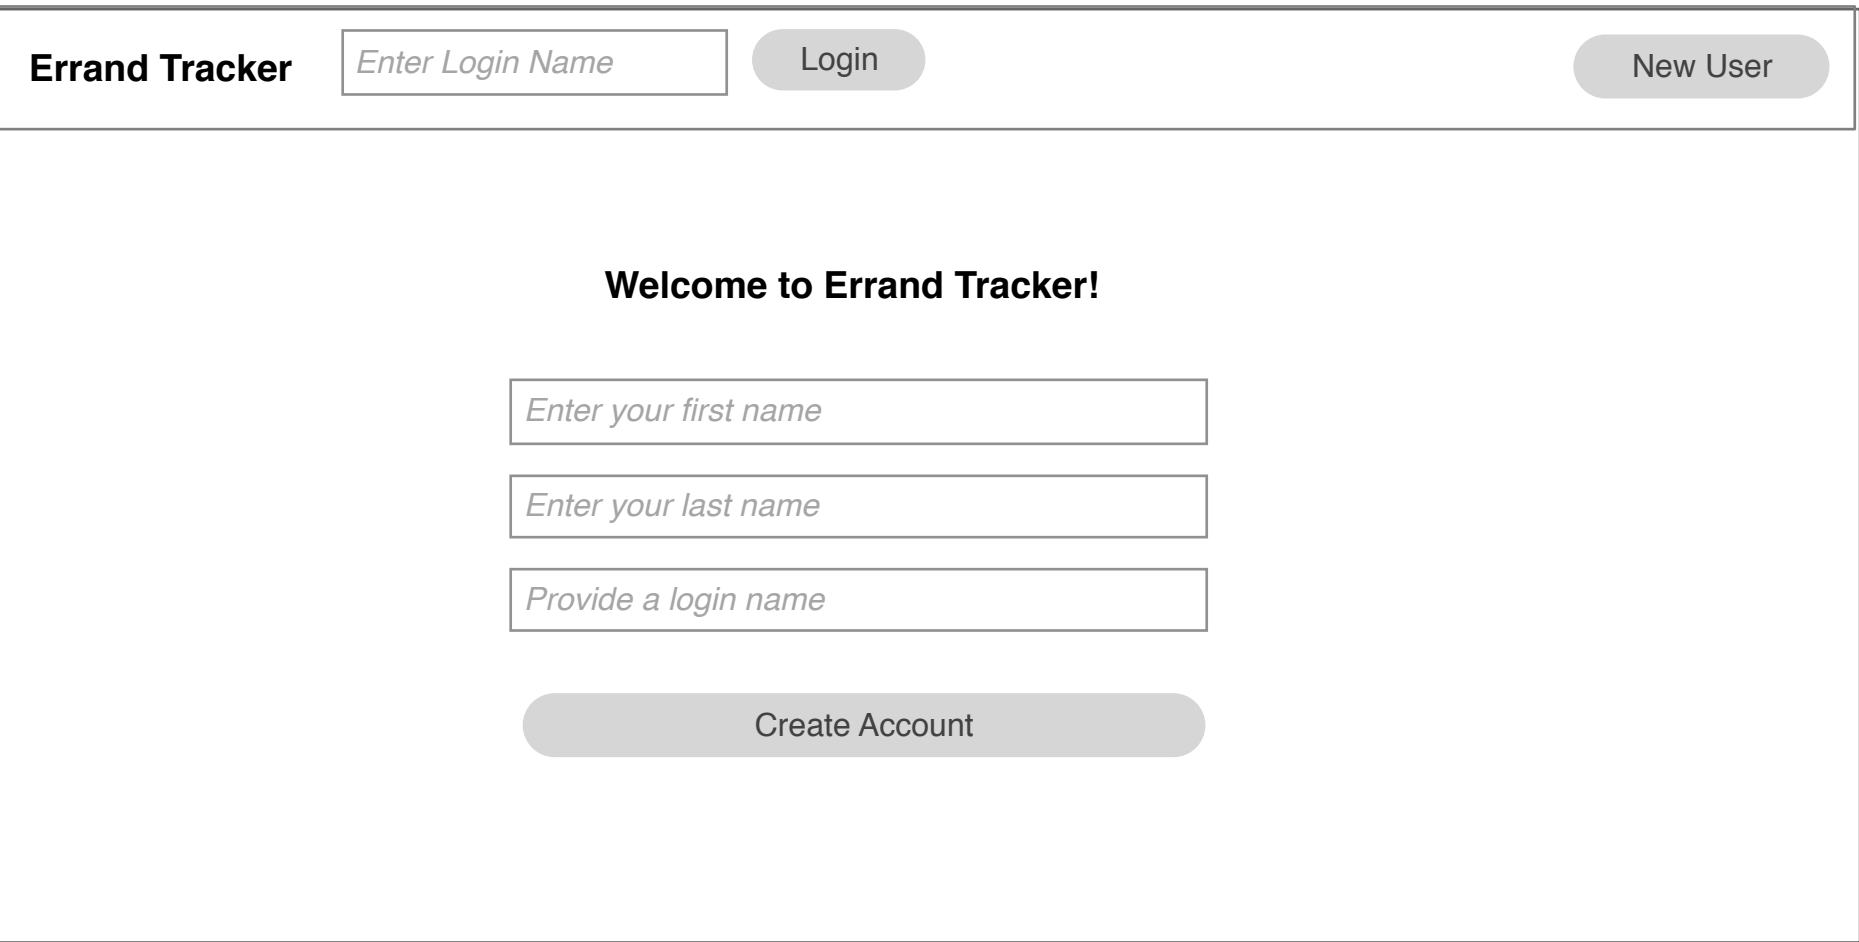 Errand Tracker
Enter Login Name
Login
New User
Welcome to Errand Tracker!
Enter your first name
Enter your last name
Provide a login name
Create Account